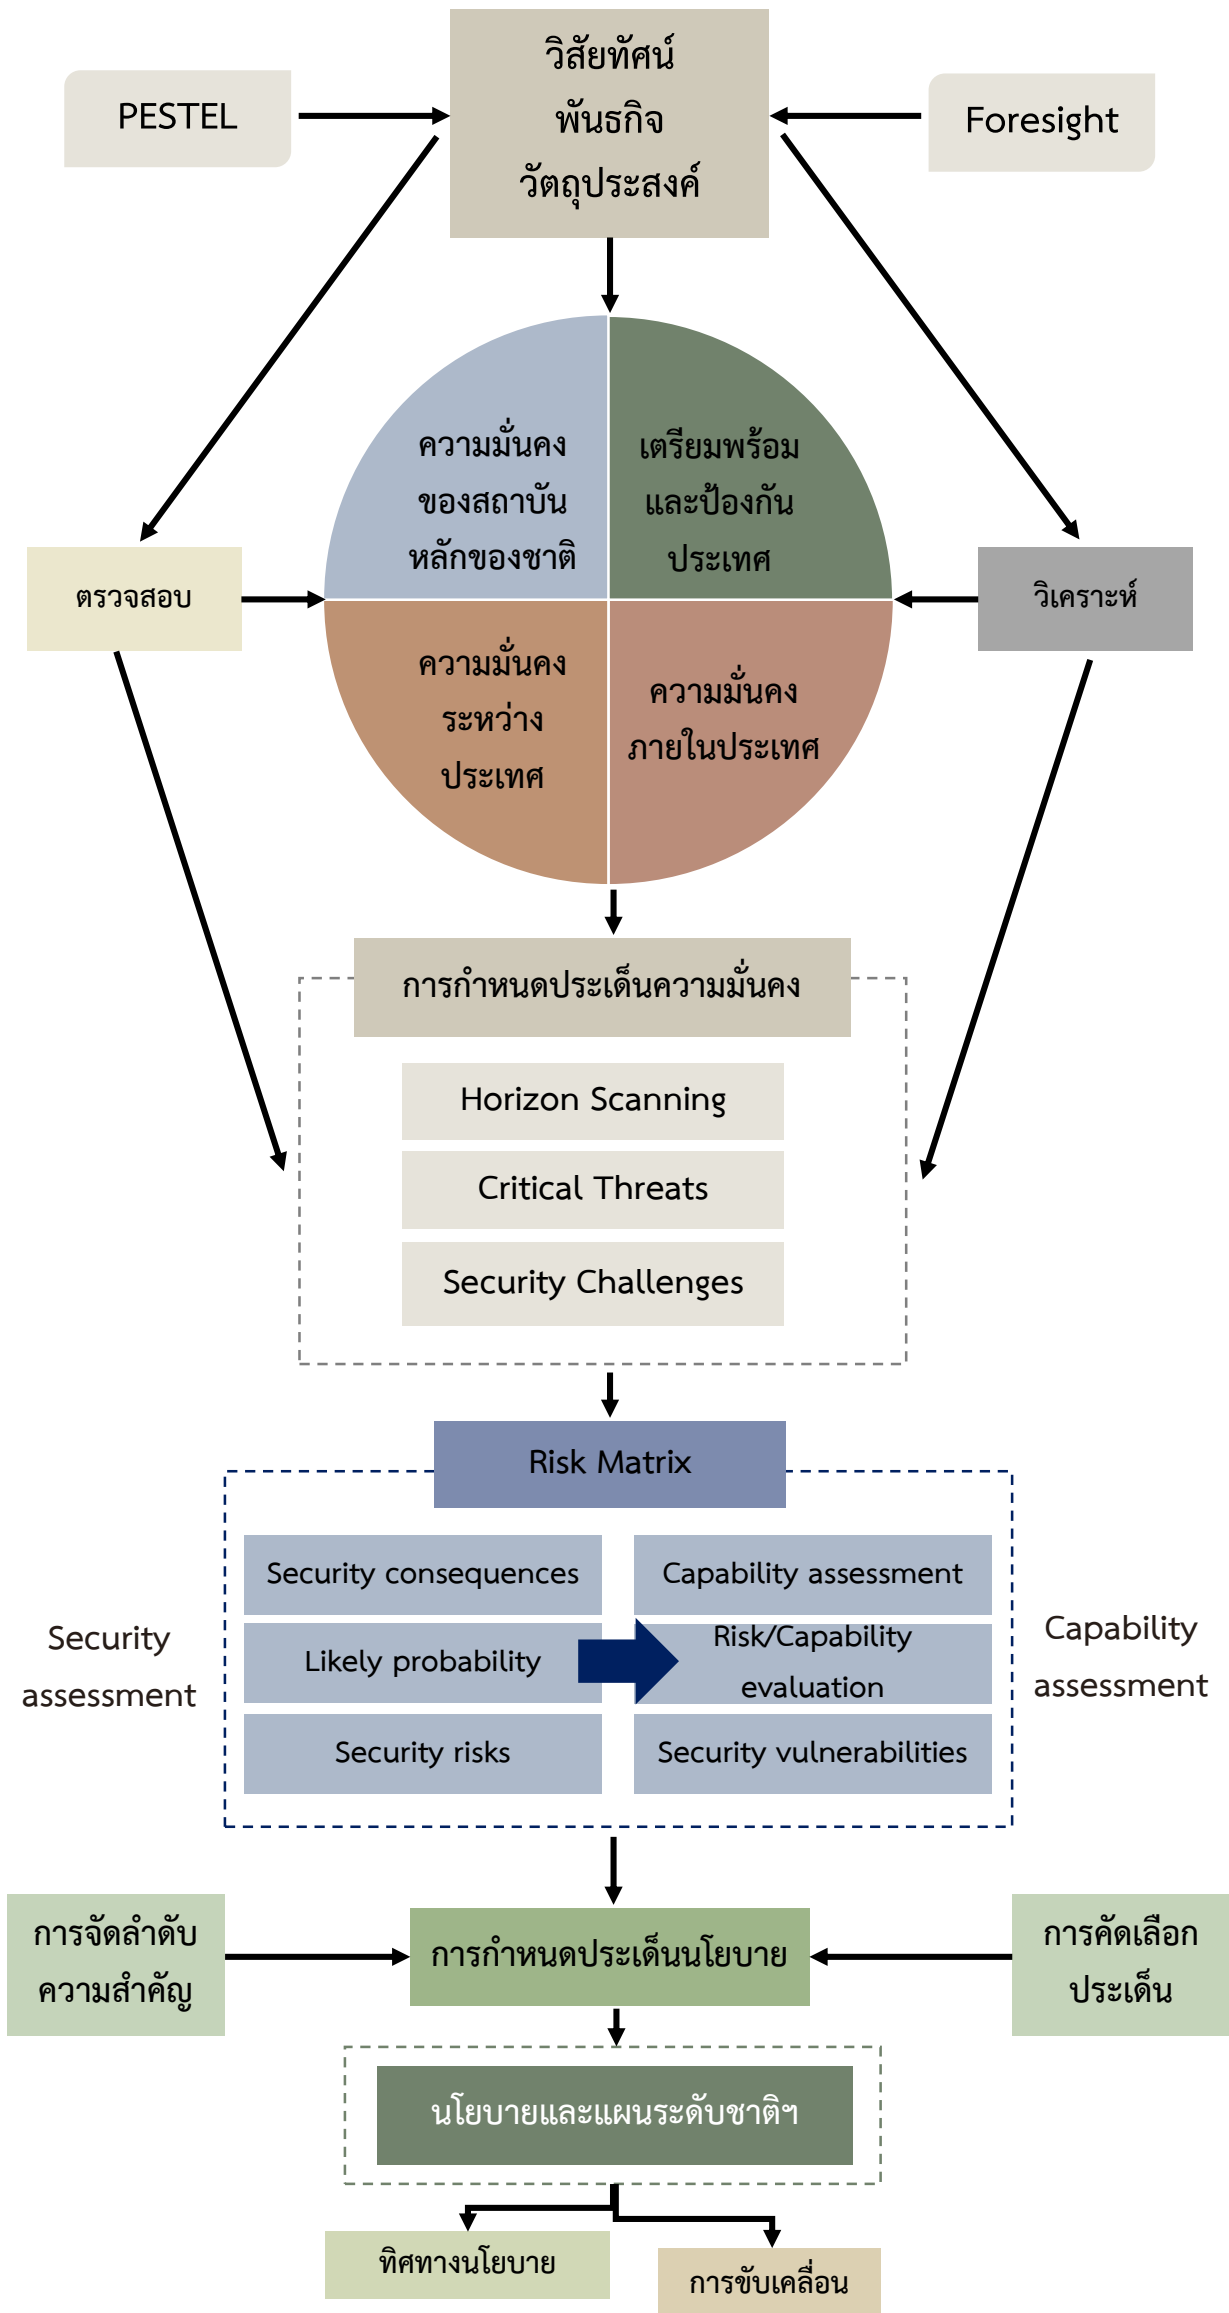 วิสัยทัศน์
พันธกิจ
วัตถุประสงค์
PESTEL
Foresight
ความมั่นคง
ของสถาบัน
หลักของชาติ
เตรียมพร้อม
และป้องกัน
ประเทศ
ตรวจสอบ
วิเคราะห์
ความมั่นคง
ระหว่าง
ประเทศ
ความมั่นคง
ภายในประเทศ
การกำหนดประเด็นความมั่นคง
Horizon Scanning
Critical Threats
Security Challenges
Risk Matrix
Security
assessment
Security consequences
Likely probability
Security risks
Capability assessment
Risk/Capability
evaluation
Security vulnerabilities
Capability
assessment
การจัดลำดับ
ความสำคัญ
การกำหนดประเด็นนโยบาย
การคัดเลือก
ประเด็น
นโยบายและแผนระดับชาติฯ
ทิศทางนโยบาย
การขับเคลื่อน